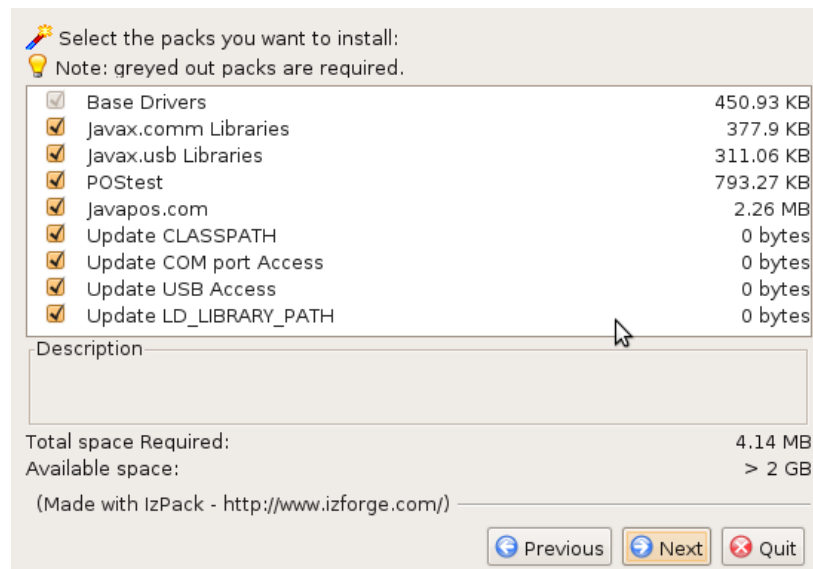 Select the packs you want to install:
Note: greyed out packs are required.
Base Drivers 450.93 KB
Javax.comm Libraries 377.9 KB
Javax.usb Libraries 311.06 KB
POStest 793.27 KB
Javapos.com 2.26 MB
Update CLASSPATH 0 bytes
Update COM port Access 0 bytes
Update USB Access 0 bytes
Update LD_LIBRARY_PATH 0 bytes
Description
Total space Required: 4.14 MB
Available space: > 2 GB
(Made with IzPack - http://www.izforge.com/)
Previous Next Quit